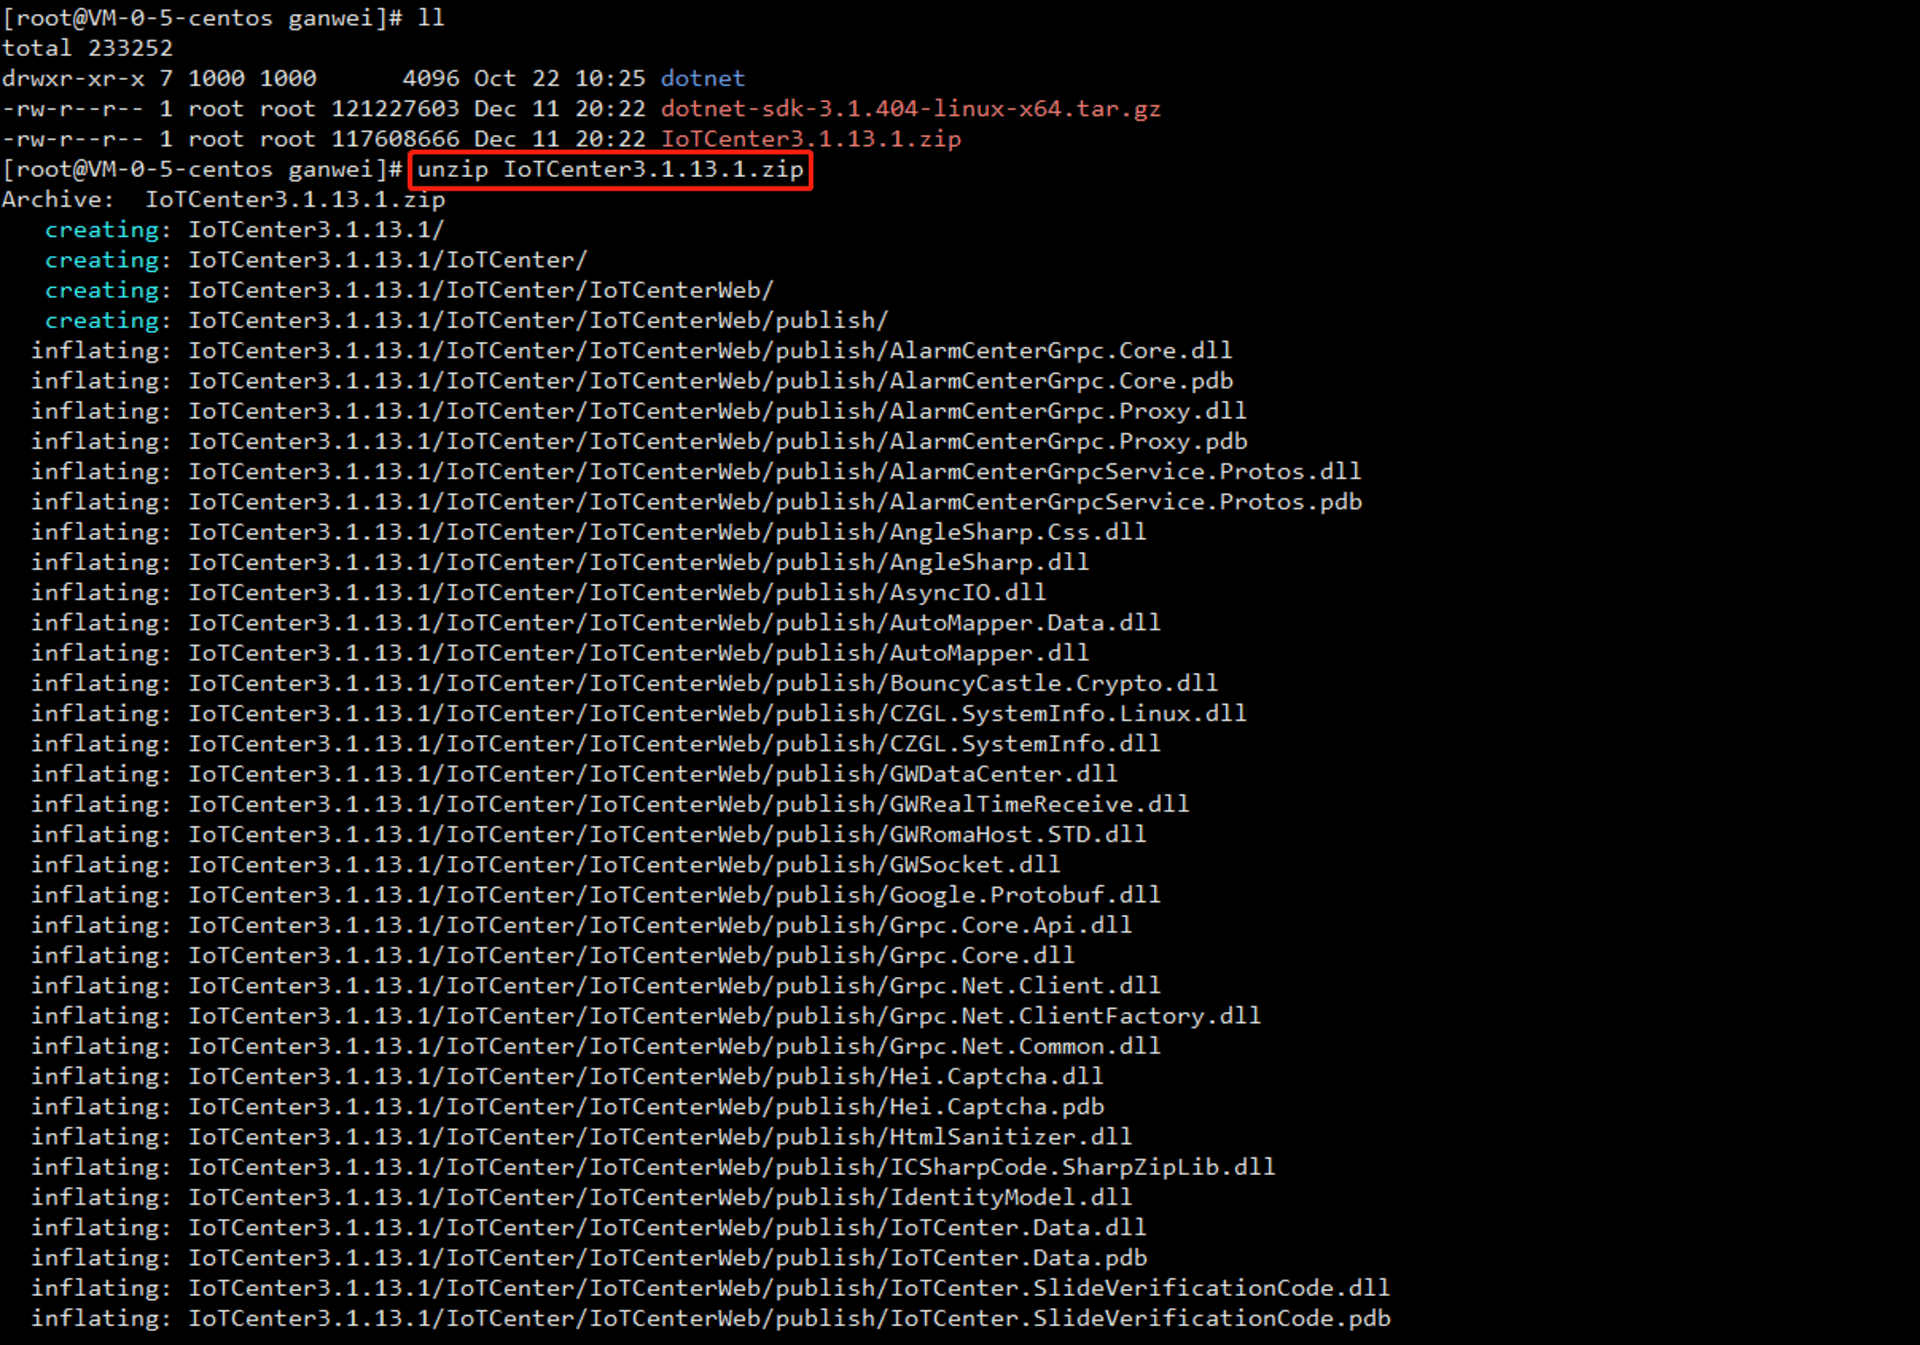 [root@VM-0-5-centos ganwei]# ll
total 233252
drwxr-xr-x 7 1000 1000      4096 Oct 22 10:25 dotnet
-rw-r--r-- 1 root root 121227603 Dec 11 20:22 dotnet-sdk-3.1.404-linux-x64.tar.gz
-rw-r--r-- 1 root root 117608666 Dec 11 20:22 IoTCenter3.1.13.1.zip
[root@VM-0-5-centos ganwei]# unzip IoTCenter3.1.13.1.zip
Archive:  IoTCenter3.1.13.1.zip
   creating: IoTCenter3.1.13.1/
   creating: IoTCenter3.1.13.1/IoTCenter/
   creating: IoTCenter3.1.13.1/IoTCenter/IoTCenterWeb/
   creating: IoTCenter3.1.13.1/IoTCenter/IoTCenterWeb/publish/
  inflating: IoTCenter3.1.13.1/IoTCenter/IoTCenterWeb/publish/AlarmCenterGrpc.Core.dll
  inflating: IoTCenter3.1.13.1/IoTCenter/IoTCenterWeb/publish/AlarmCenterGrpc.Core.pdb
  inflating: IoTCenter3.1.13.1/IoTCenter/IoTCenterWeb/publish/AlarmCenterGrpc.Proxy.dll
  inflating: IoTCenter3.1.13.1/IoTCenter/IoTCenterWeb/publish/AlarmCenterGrpc.Proxy.pdb
  inflating: IoTCenter3.1.13.1/IoTCenter/IoTCenterWeb/publish/AlarmCenterGrpcService.Protos.dll
  inflating: IoTCenter3.1.13.1/IoTCenter/IoTCenterWeb/publish/AlarmCenterGrpcService.Protos.pdb
  inflating: IoTCenter3.1.13.1/IoTCenter/IoTCenterWeb/publish/AngleSharp.Css.dll
  inflating: IoTCenter3.1.13.1/IoTCenter/IoTCenterWeb/publish/AngleSharp.dll
  inflating: IoTCenter3.1.13.1/IoTCenter/IoTCenterWeb/publish/AsyncIO.dll
  inflating: IoTCenter3.1.13.1/IoTCenter/IoTCenterWeb/publish/AutoMapper.Data.dll
  inflating: IoTCenter3.1.13.1/IoTCenter/IoTCenterWeb/publish/AutoMapper.dll
  inflating: IoTCenter3.1.13.1/IoTCenter/IoTCenterWeb/publish/BouncyCastle.Crypto.dll
  inflating: IoTCenter3.1.13.1/IoTCenter/IoTCenterWeb/publish/CZGL.SystemInfo.Linux.dll
  inflating: IoTCenter3.1.13.1/IoTCenter/IoTCenterWeb/publish/CZGL.SystemInfo.dll
  inflating: IoTCenter3.1.13.1/IoTCenter/IoTCenterWeb/publish/GWDataCenter.dll
  inflating: IoTCenter3.1.13.1/IoTCenter/IoTCenterWeb/publish/GWRealTimeReceive.dll
  inflating: IoTCenter3.1.13.1/IoTCenter/IoTCenterWeb/publish/GWRomaHost.STD.dll
  inflating: IoTCenter3.1.13.1/IoTCenter/IoTCenterWeb/publish/GWSocket.dll
  inflating: IoTCenter3.1.13.1/IoTCenter/IoTCenterWeb/publish/Google.Protobuf.dll
  inflating: IoTCenter3.1.13.1/IoTCenter/IoTCenterWeb/publish/Grpc.Core.Api.dll
  inflating: IoTCenter3.1.13.1/IoTCenter/IoTCenterWeb/publish/Grpc.Core.dll
  inflating: IoTCenter3.1.13.1/IoTCenter/IoTCenterWeb/publish/Grpc.Net.Client.dll
  inflating: IoTCenter3.1.13.1/IoTCenter/IoTCenterWeb/publish/Grpc.Net.ClientFactory.dll
  inflating: IoTCenter3.1.13.1/IoTCenter/IoTCenterWeb/publish/Grpc.Net.Common.dll
  inflating: IoTCenter3.1.13.1/IoTCenter/IoTCenterWeb/publish/Hei.Captcha.dll
  inflating: IoTCenter3.1.13.1/IoTCenter/IoTCenterWeb/publish/Hei.Captcha.pdb
  inflating: IoTCenter3.1.13.1/IoTCenter/IoTCenterWeb/publish/HtmlSanitizer.dll
  inflating: IoTCenter3.1.13.1/IoTCenter/IoTCenterWeb/publish/ICSharpCode.SharpZipLib.dll
  inflating: IoTCenter3.1.13.1/IoTCenter/IoTCenterWeb/publish/IdentityModel.dll
  inflating: IoTCenter3.1.13.1/IoTCenter/IoTCenterWeb/publish/IoTCenter.Data.dll
  inflating: IoTCenter3.1.13.1/IoTCenter/IoTCenterWeb/publish/IoTCenter.Data.pdb
  inflating: IoTCenter3.1.13.1/IoTCenter/IoTCenterWeb/publish/IoTCenter.SlideVerificationCode.dll
  inflating: IoTCenter3.1.13.1/IoTCenter/IoTCenterWeb/publish/IoTCenter.SlideVerificationCode.pdb